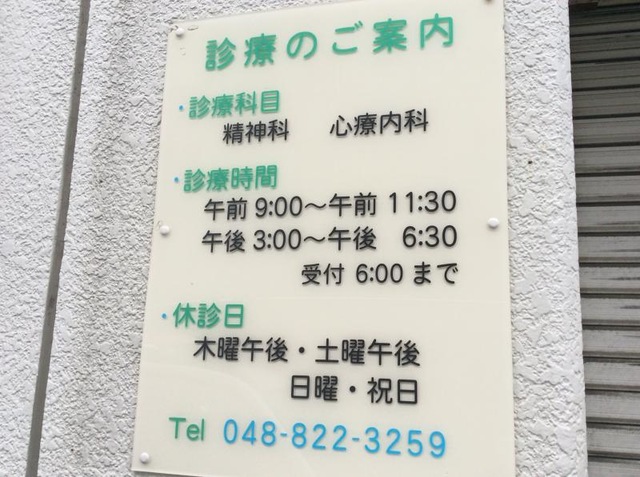 診療のご案内
・診療科目
精神科　心療内科
・診療時間
午前 9:00〜午前 11:30
午後 3:00〜午後 6:30
受付 6:00 まで
・休診日
木曜午後・土曜午後
日曜・祝日
Tel 048-822-3259